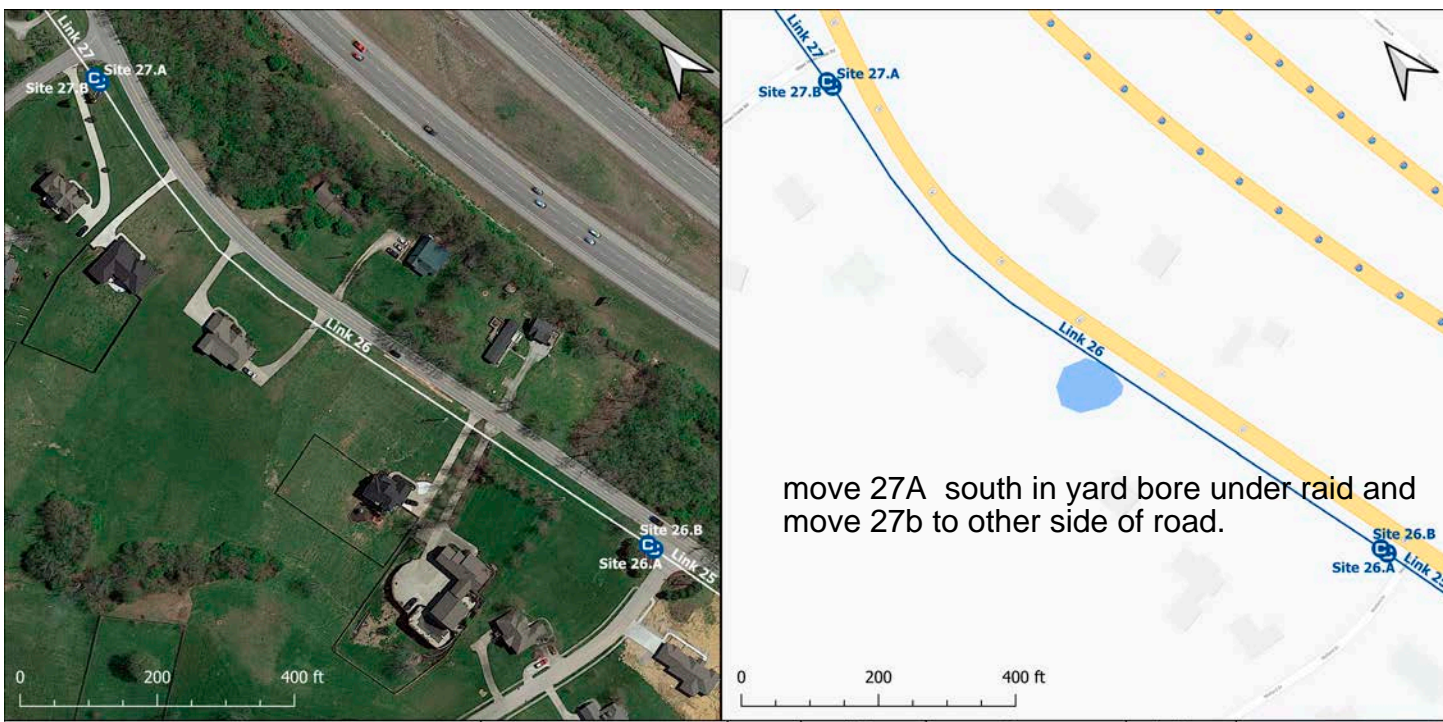 Link 27
Site 27.A
Site 27.B
Link 26
Site 26.B
Site 26.A
Link 25
0 200 400 ft
Link 27
Site 27.A
Site 27.B
Link 26
move 27A south in yard bore under raid and
move 27b to other side of road.
Site 26.B
Site 26.A
0 200 400 ft